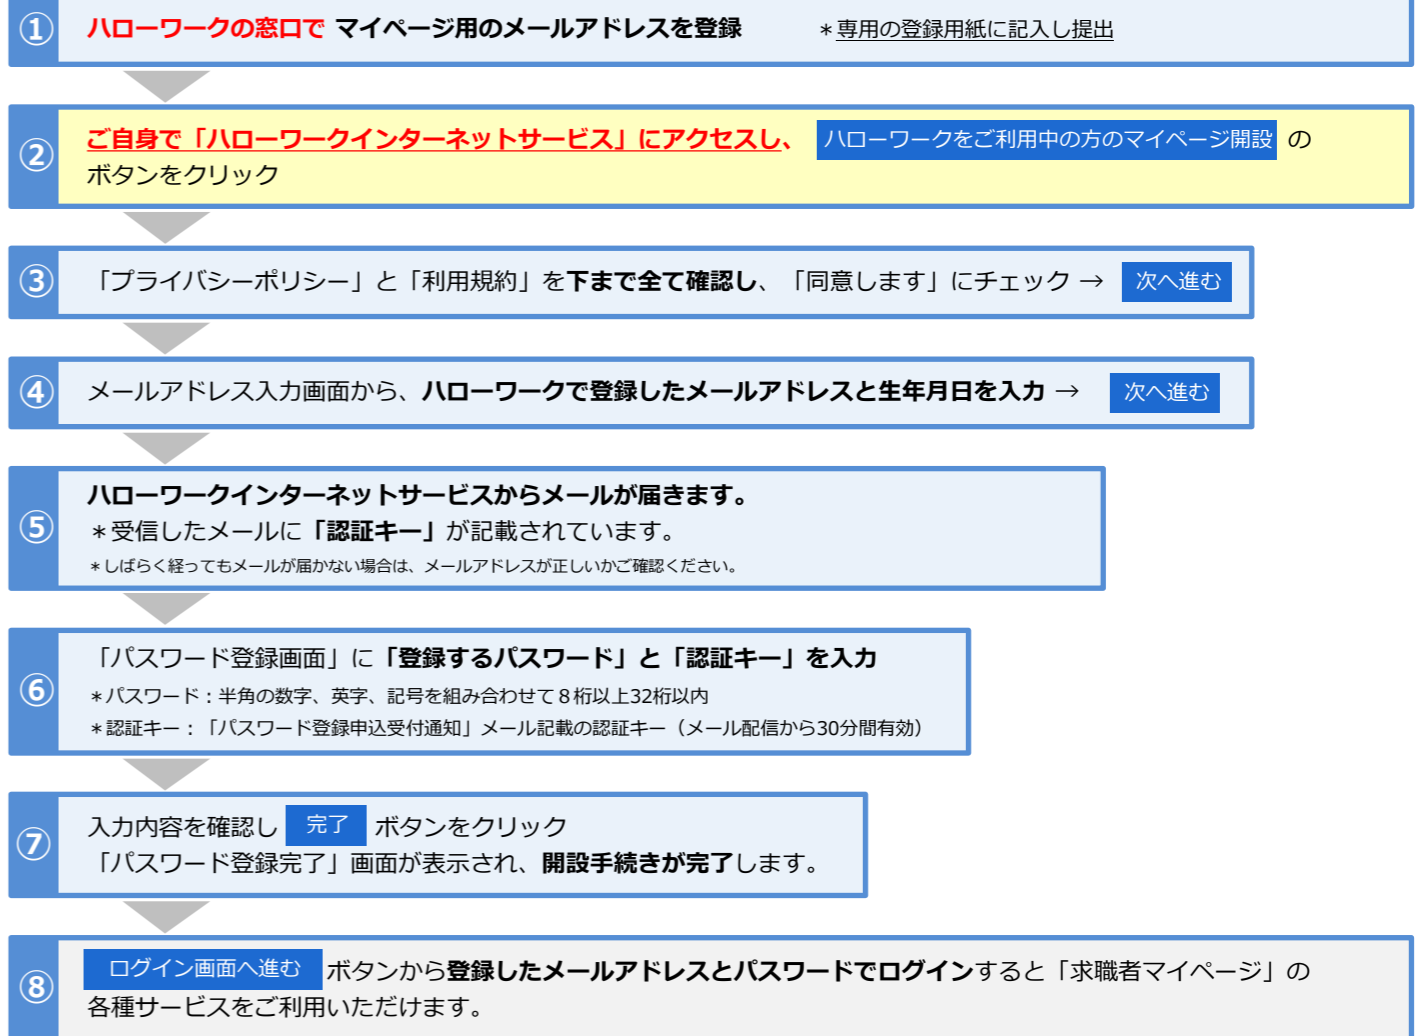 ① ハローワークの窓口で マイページ用のメールアドレスを登録 ＊専用の登録用紙に記入し提出
② ご自身で「ハローワークインターネットサービス」にアクセスし、 ハローワークをご利用中の方のマイページ開設 の
ボタンをクリック
③ 「プライバシーポリシー」と「利用規約」を下まで全て確認し、「同意します」にチェック → 次へ進む
④ メールアドレス入力画面から、ハローワークで登録したメールアドレスと生年月日を入力 → 次へ進む
ハローワークインターネットサービスからメールが届きます。
⑤ ＊受信したメールに「認証キー」が記載されています。
＊しばらく経ってもメールが届かない場合は、メールアドレスが正しいかご確認ください。
「パスワード登録画面」に「登録するパスワード」と「認証キー」を入力
⑥ ＊パスワード：半角の数字、英字、記号を組み合わせて８桁以上32桁以内
＊認証キー：「パスワード登録申込受付通知」メール記載の認証キー（メール配信から30分間有効）
⑦ 入力内容を確認し 完了 ボタンをクリック
「パスワード登録完了」画面が表示され、開設手続きが完了します。
⑧ ログイン画面へ進む ボタンから登録したメールアドレスとパスワードでログインすると「求職者マイページ」の
各種サービスをご利用いただけます。